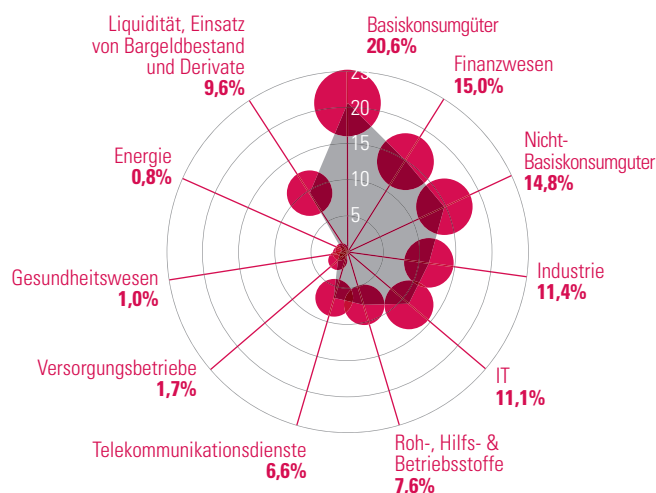 Basiskonsumgüter
20,6%
Finanzwesen
15,0%
Nicht-
Basiskonsumguter
14,8%
Industrie
11,4%
IT
11,1%
Roh-, Hilfs- &
Betriebsstoffe
7.6%
Telekommunikationsdienste
6,6%
Versorgungsbetriebe
1,7%
Gesundheitswesen
1,0%
Energie
0,8%
Liquidität, Einsatz
von Bargeldbestand
und Derivate
9,6%
25
20
15
10
5